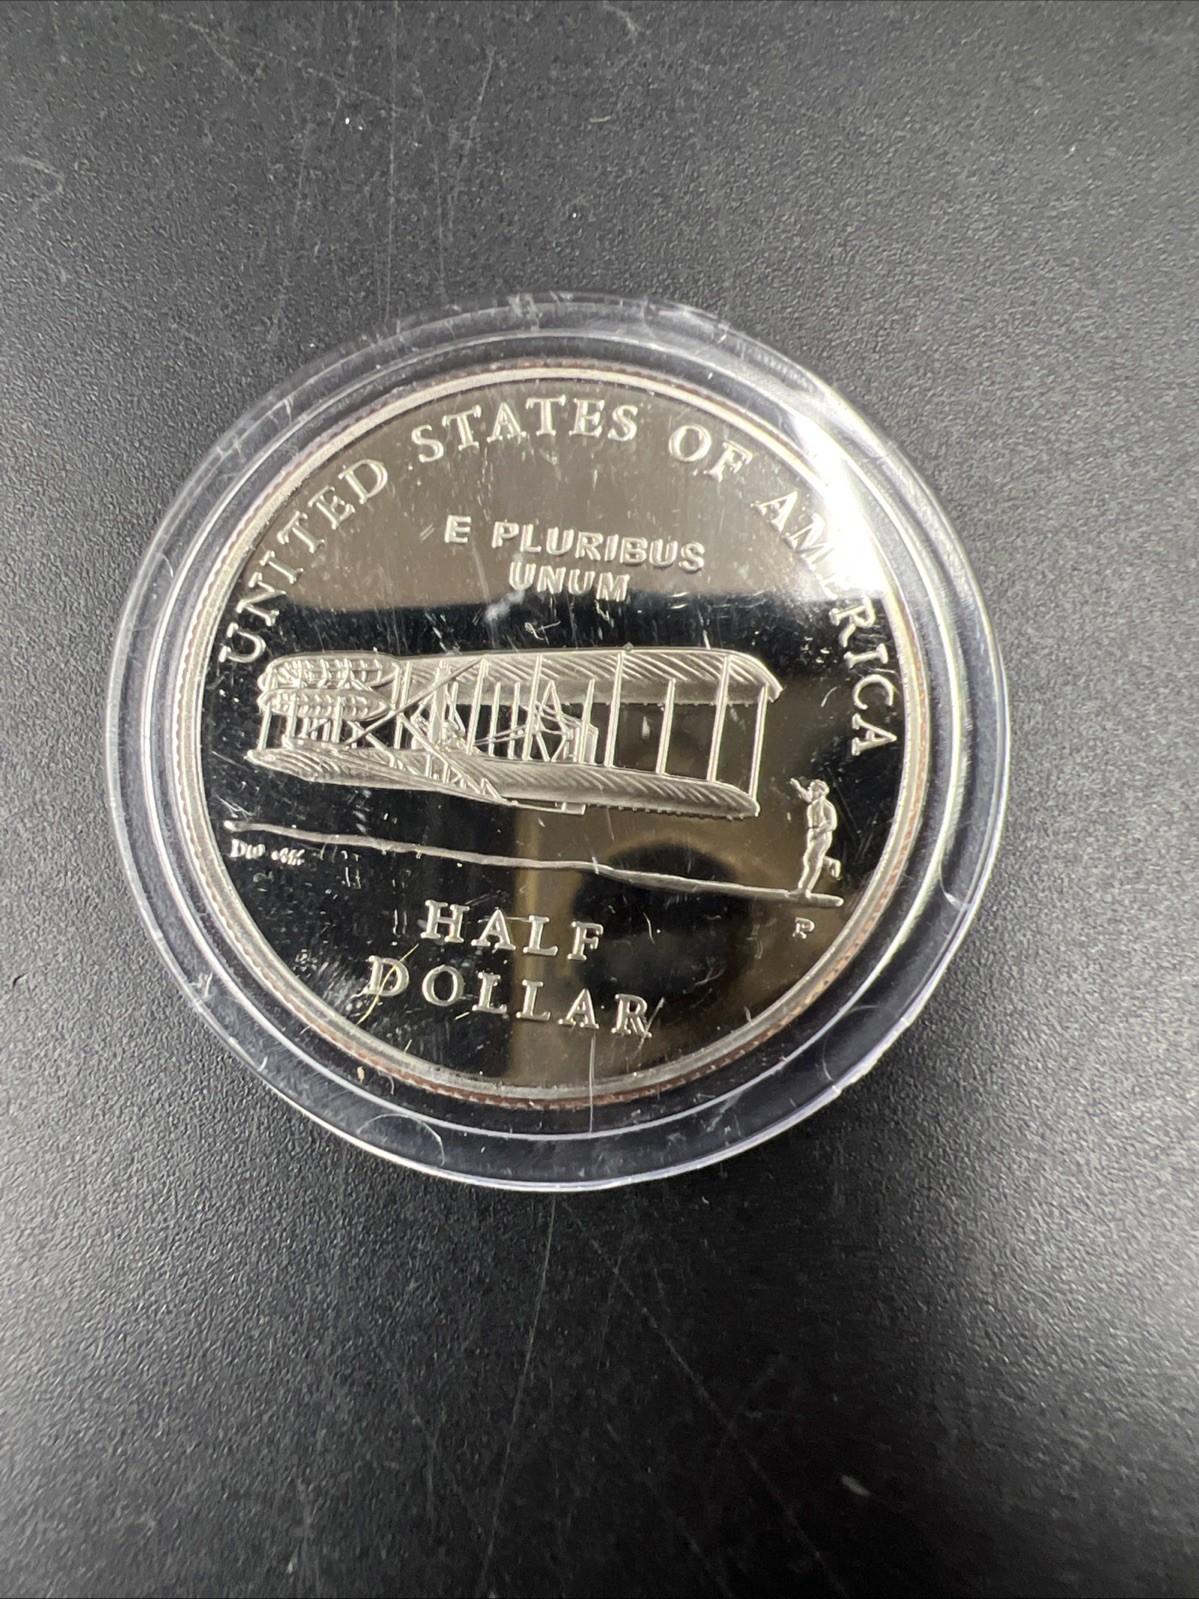 UNITED STATES OF AMERICA
E PLURIBUS
UNUM
HALF
DOLLAR
P